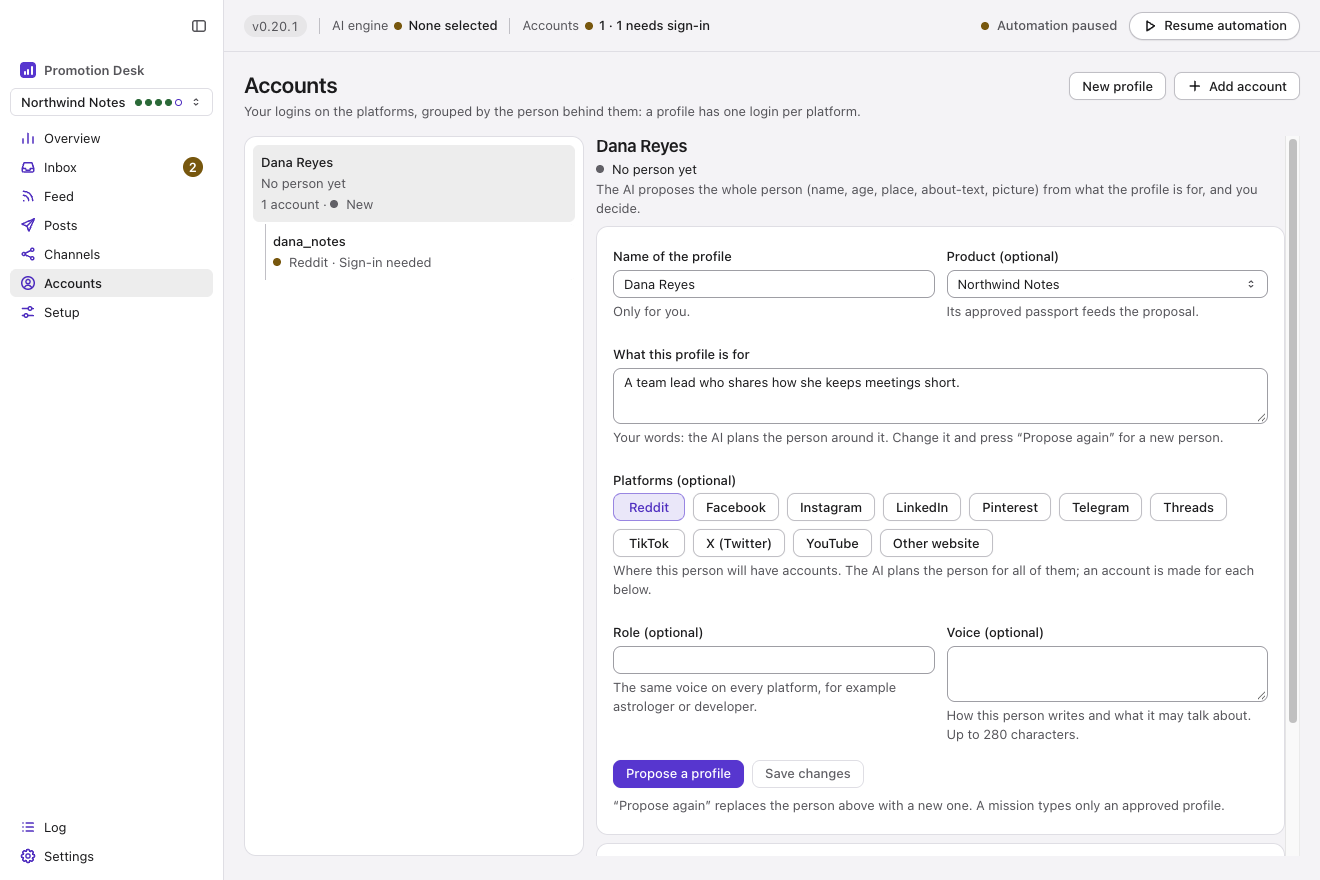 v0.20.1
AI engine
None selected
Accounts
1 · 1 needs sign-in
Automation paused
Resume automation
Promotion Desk
Northwind Notes
Overview
Inbox
2
Feed
Posts
Channels
Accounts
Setup
Log
Settings
Accounts
Your logins on the platforms, grouped by the person behind them: a profile has one login per platform.
New profile
Add account
Dana Reyes
No person yet
1 account · New
dana_notes
Reddit · Sign-in needed
Dana Reyes
No person yet
The AI proposes the whole person (name, age, place, about-text, picture) from what the profile is for, and you
decide.
Name of the profile
Dana Reyes
Only for you.
Product (optional)
Northwind Notes
Its approved passport feeds the proposal.
What this profile is for
A team lead who shares how she keeps meetings short.
Your words: the AI plans the person around it. Change it and press “Propose again” for a new person.
Platforms (optional)
Reddit
Facebook
Instagram
LinkedIn
Pinterest
Telegram
Threads
TikTok
X (Twitter)
YouTube
Other website
Where this person will have accounts. The AI plans the person for all of them; an account is made for each
below.
Role (optional)
The same voice on every platform, for example
astrologer or developer.
Voice (optional)
How this person writes and what it may talk about.
Up to 280 characters.
Propose a profile
Save changes
“Propose again” replaces the person above with a new one. A mission types only an approved profile.